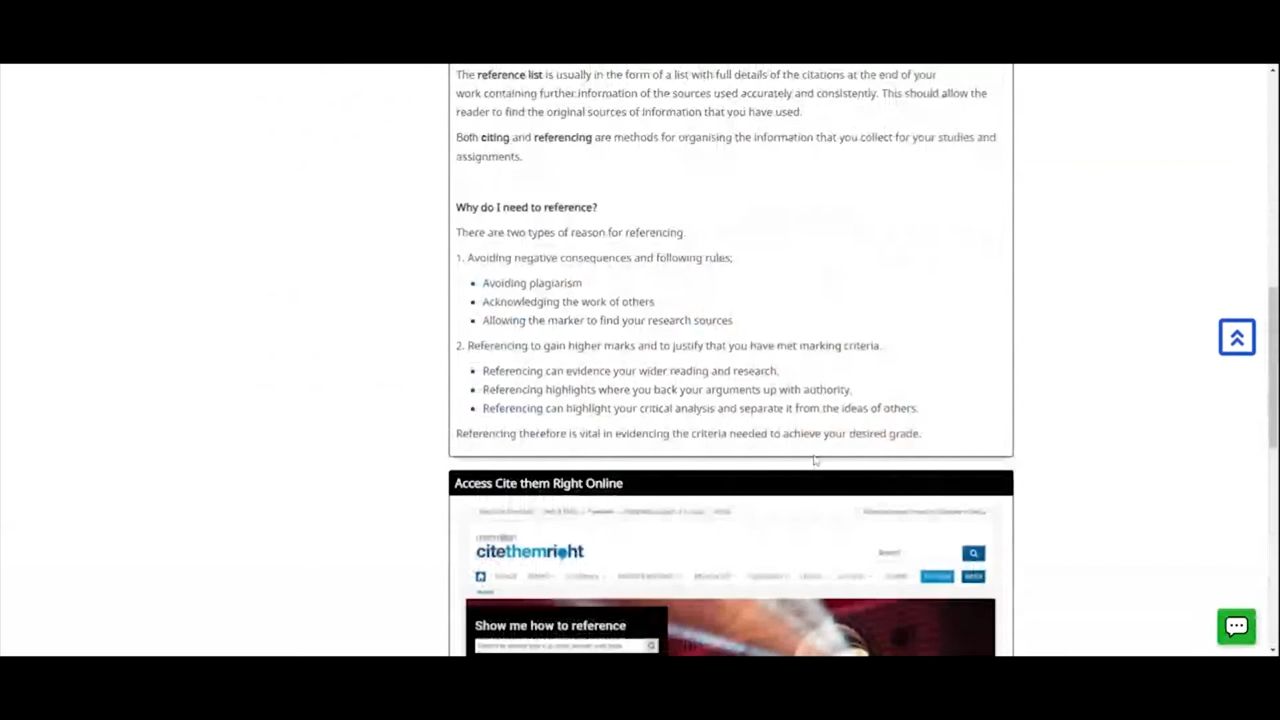 The reference list is usually in the form of a list with full details of the citations at the end of your
work containing further information of the sources used accurately and consistently. This should allow the
reader to find the original sources of information that you have used.
Both citing and referencing are methods for organising the information that you collect for your studies and
assignments.
Why do I need to reference?
There are two types of reason for referencing.
1. Avoiding negative consequences and following rules;
Avoiding plagiarism
Acknowledging the work of others
Allowing the marker to find your research sources
2. Referencing to gain higher marks and to justify that you have met marking criteria.
Referencing can evidence your wider reading and research.
Referencing highlights where you back your arguments up with authority.
Referencing can highlight your critical analysis and separate it from the ideas of others.
Referencing therefore is vital in evidencing the criteria needed to achieve your desired grade.
Access Cite them Right Online
citethemright
Search
Show me how to reference